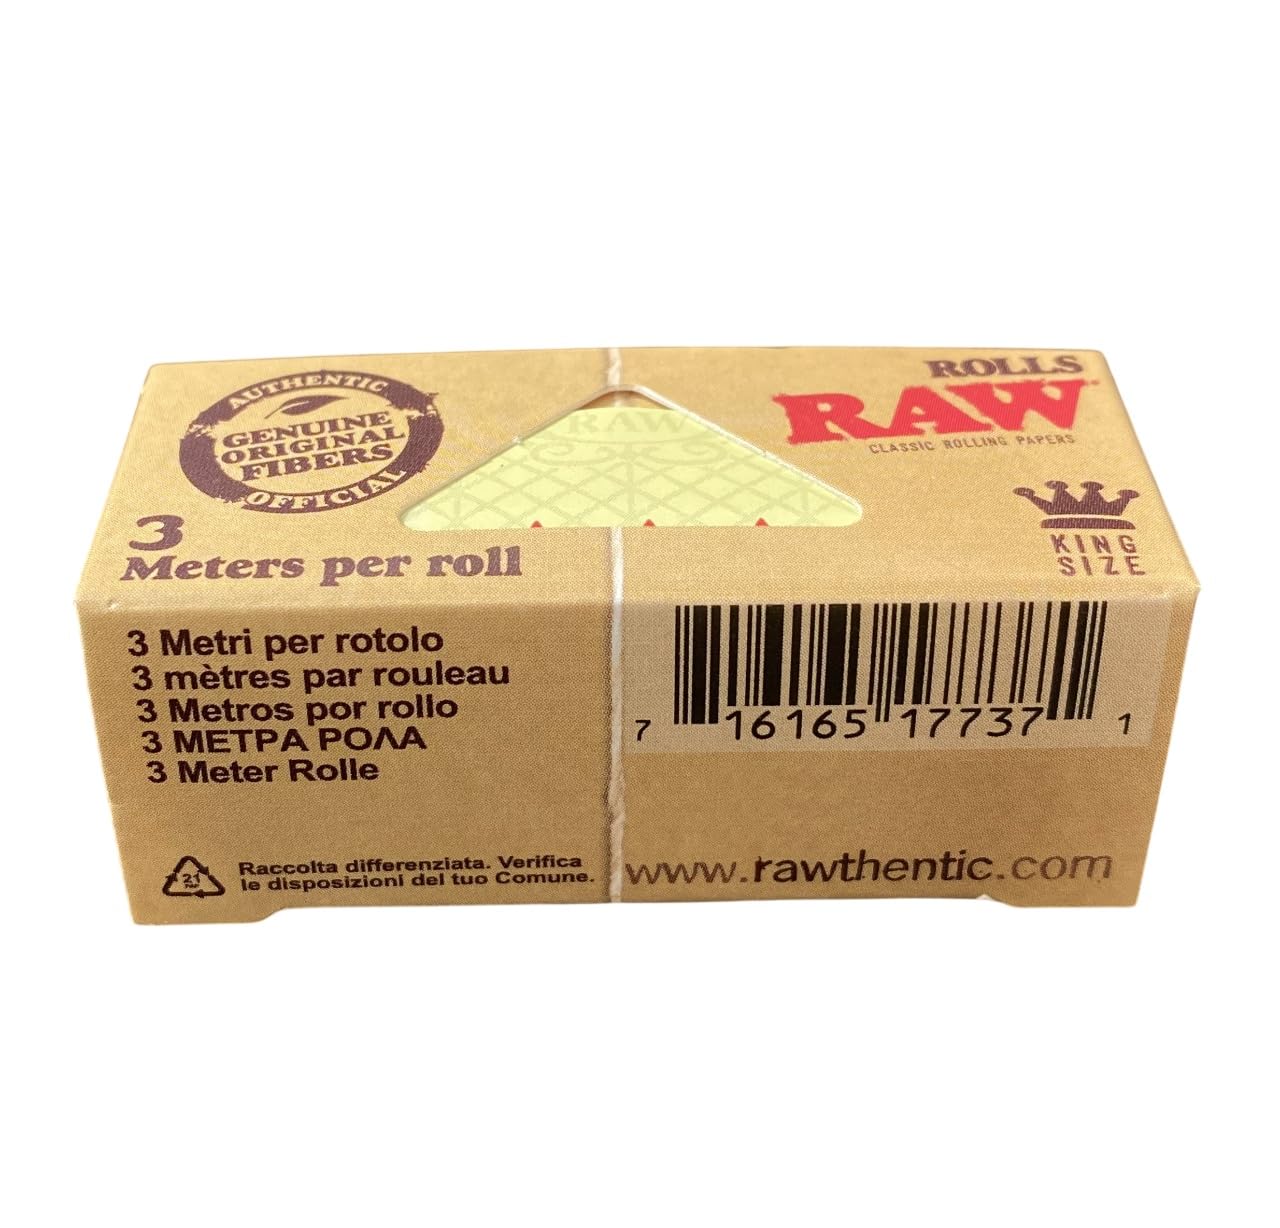 AUTHENTIC
GENUINE
ORIGINAL
FIBERS
OFFICIAL
3
Meters per roll
RAW
ROLLS
RAW
CLASSIC ROLLING PAPERS
KING
SIZE
3 Metri per rotolo
3 mètres par rouleau
3 Metros por rollo
3 ΜΕΤΡΑ ΡΟΛΑ
3 Meter Rolle
21
PAP
Raccolta differenziata. Verifica
le disposizioni del tuo Comune.
7 16165 17737 1
www.rawthentic.com